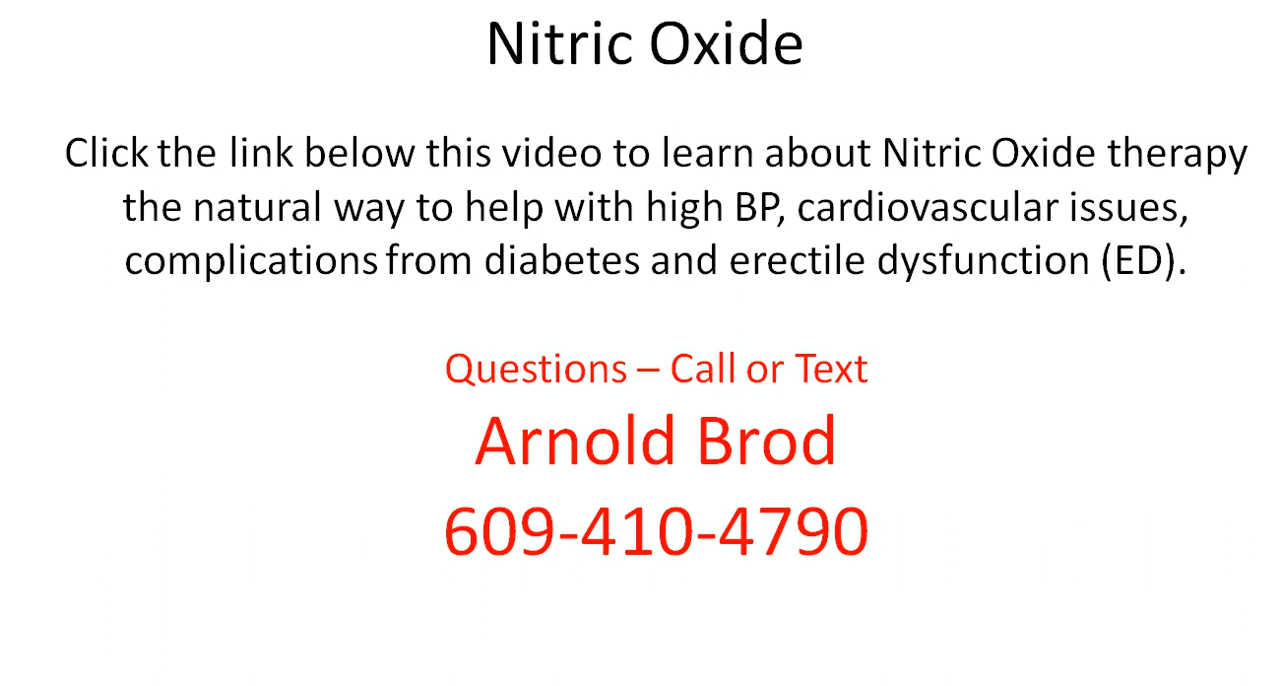 Nitric Oxide
Click the link below this video to learn about Nitric Oxide therapy
the natural way to help with high BP, cardiovascular issues,
complications from diabetes and erectile dysfunction (ED).
Questions – Call or Text
Arnold Brod
609-410-4790